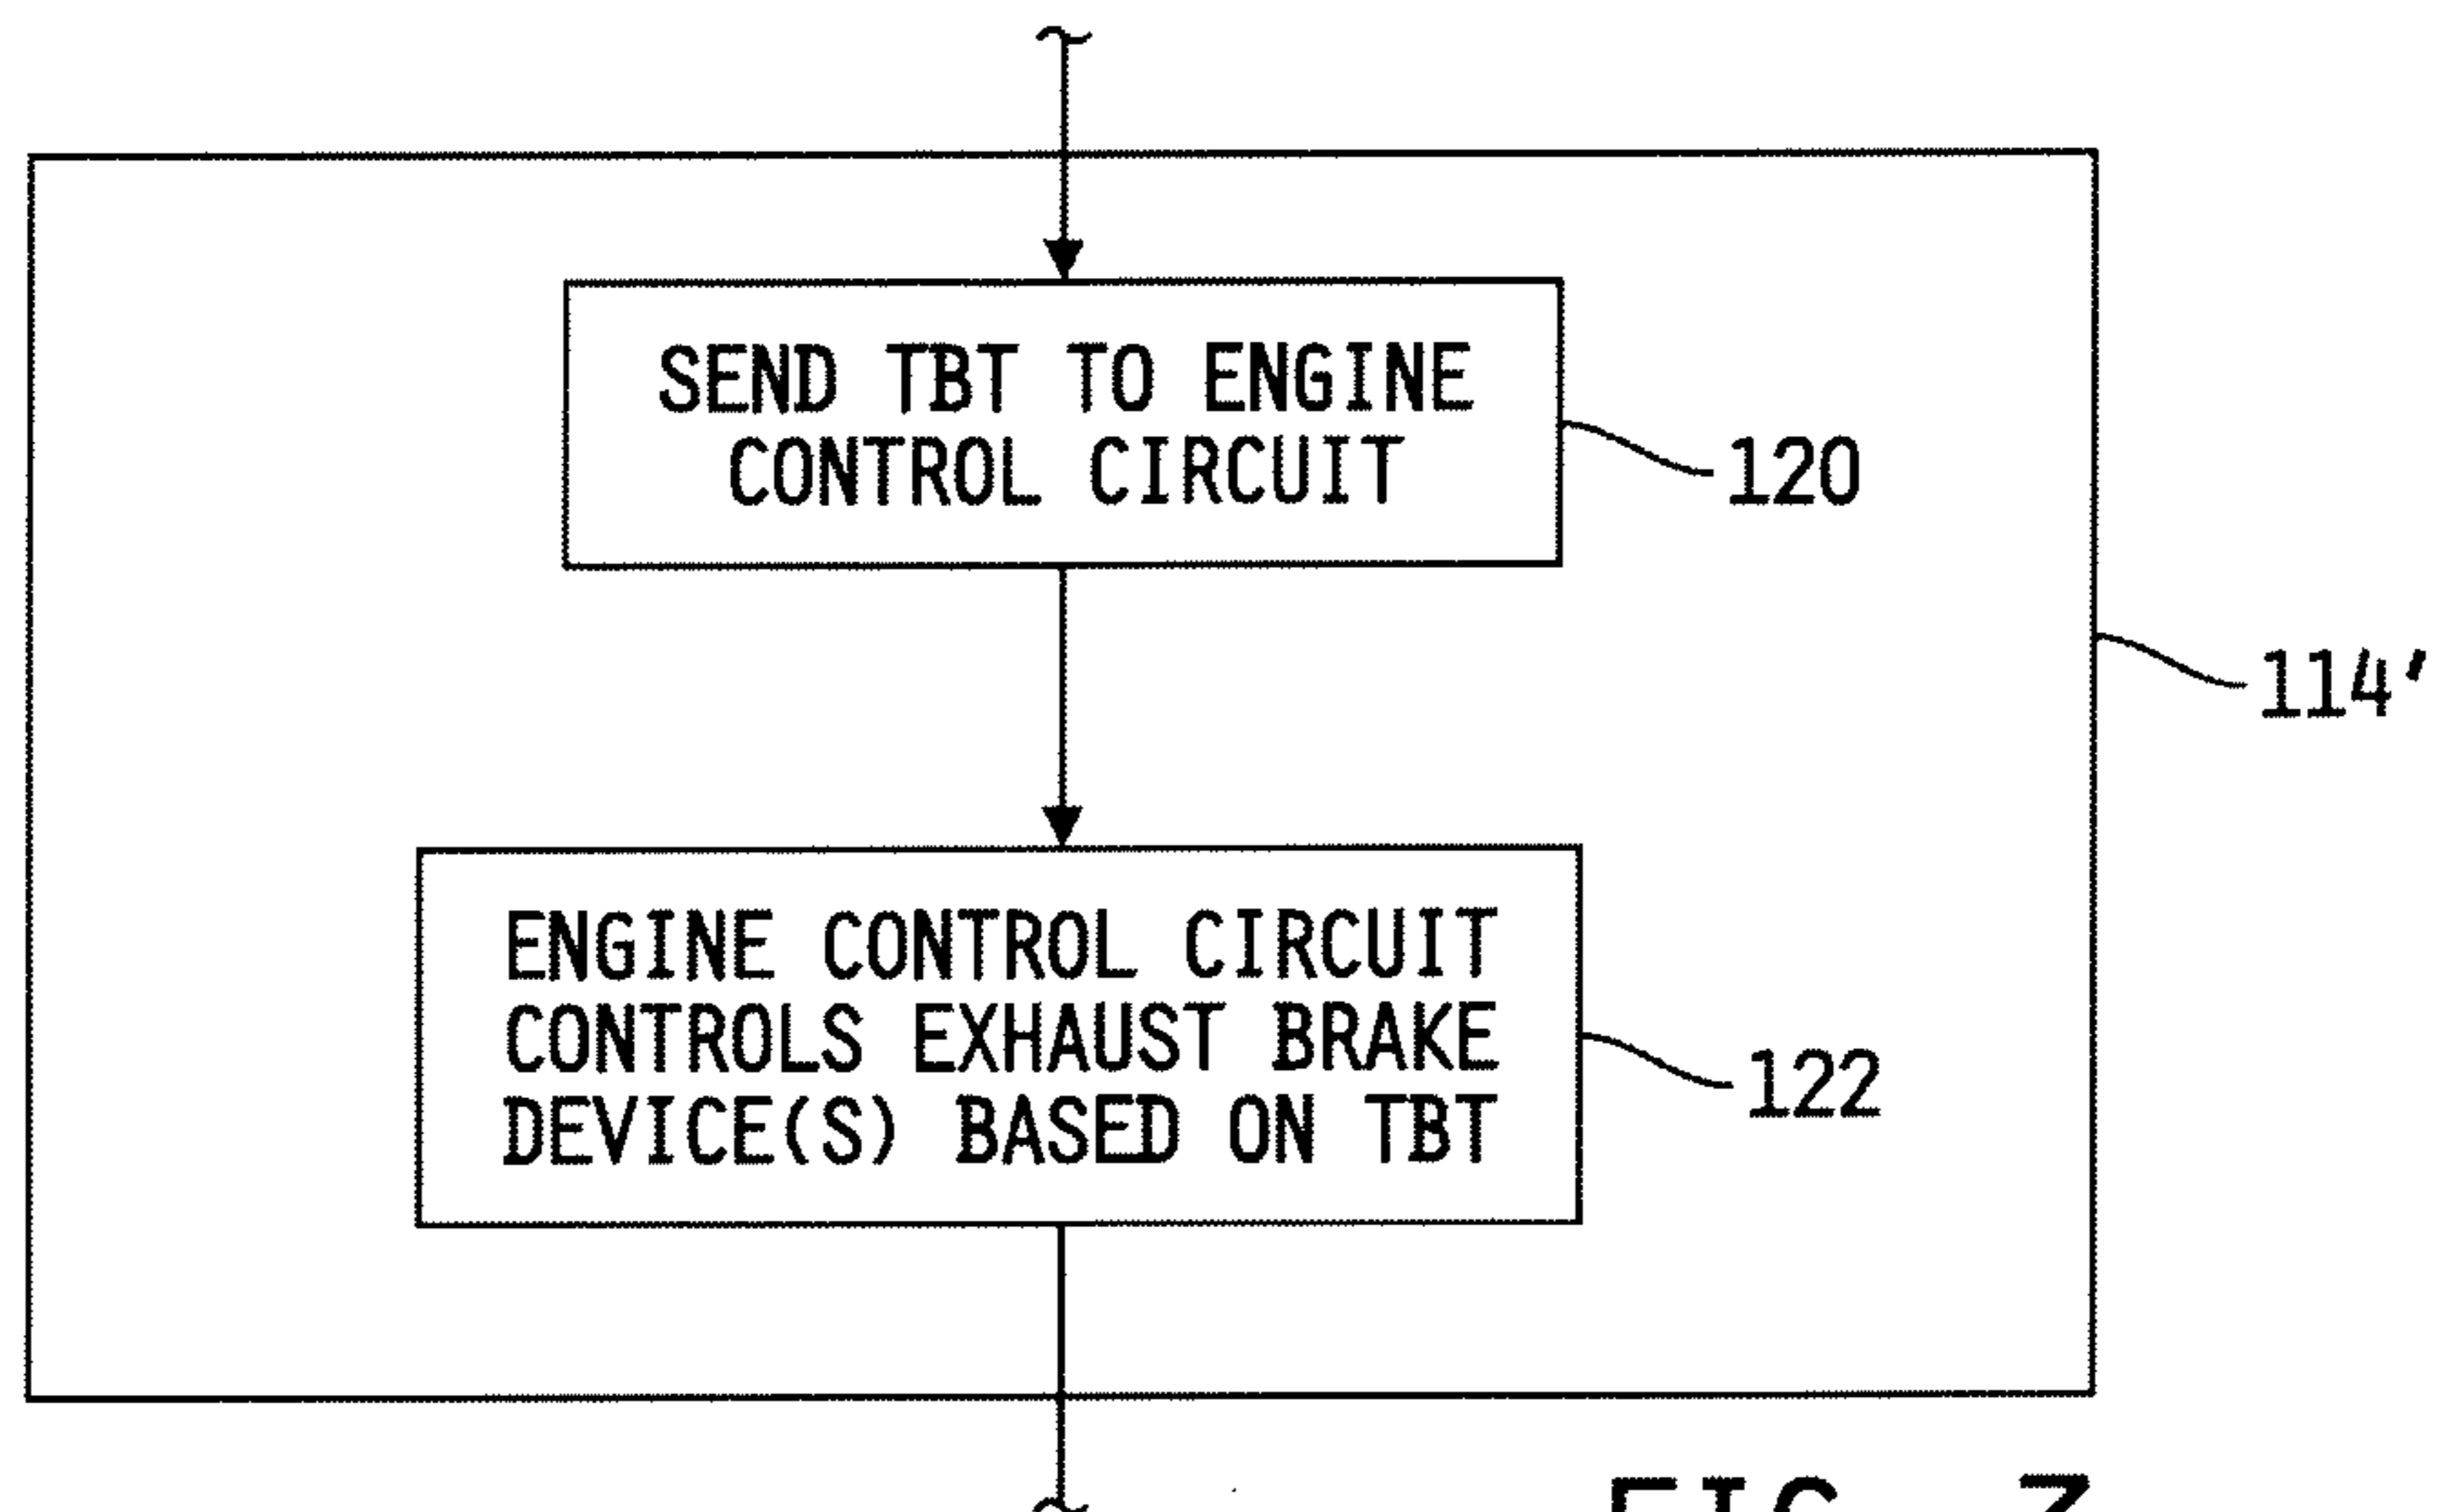 SEND TBT TO ENGINE
CONTROL CIRCUIT
120
114'
ENGINE CONTROL CIRCUIT
CONTROLS EXHAUST BRAKE
DEVICE(S) BASED ON TBT
122
FIG.